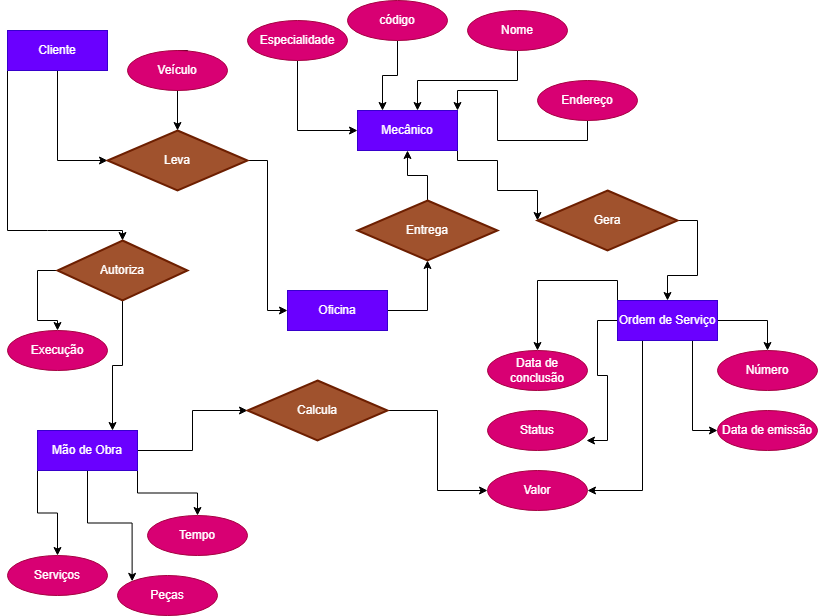 código
Nome
Especialidade
Cliente
Veículo
Endereço
Mecânico
Leva
Gera
Entrega
Autoriza
Oficina
Ordem de Serviço
Execução
Data de
conclusão
Número
Calcula
Status
Data de emissão
Mão de Obra
Valor
Tempo
Serviços
Peças